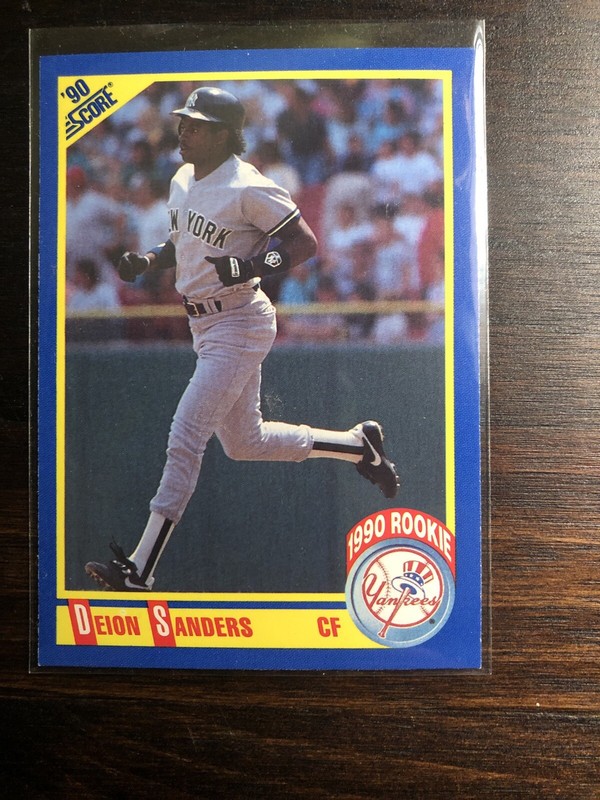 '90
SCORE®
NEW YORK
1990 ROOKIE
Yankees
DEION SANDERS CF